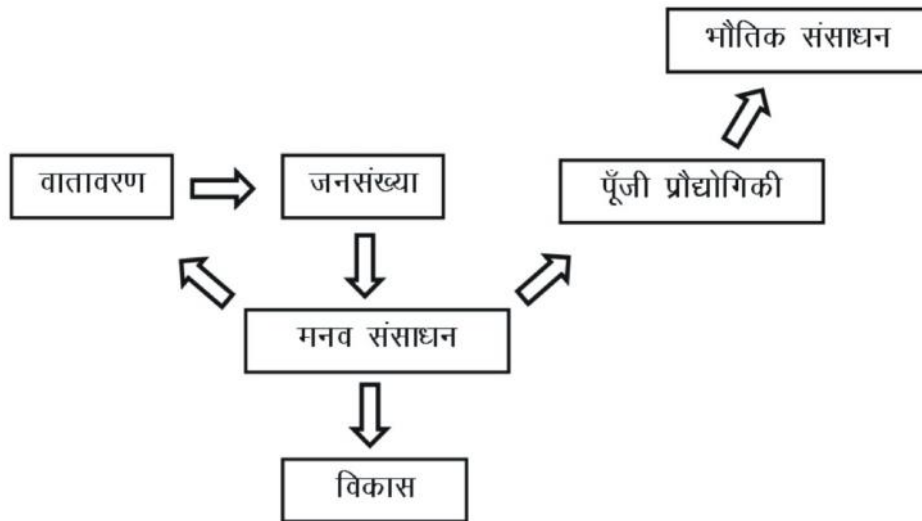 भौतिक संसाधन
वातावरण
जनसंख्या
पूँजी प्रौद्योगिकी
मनव संसाधन
विकास